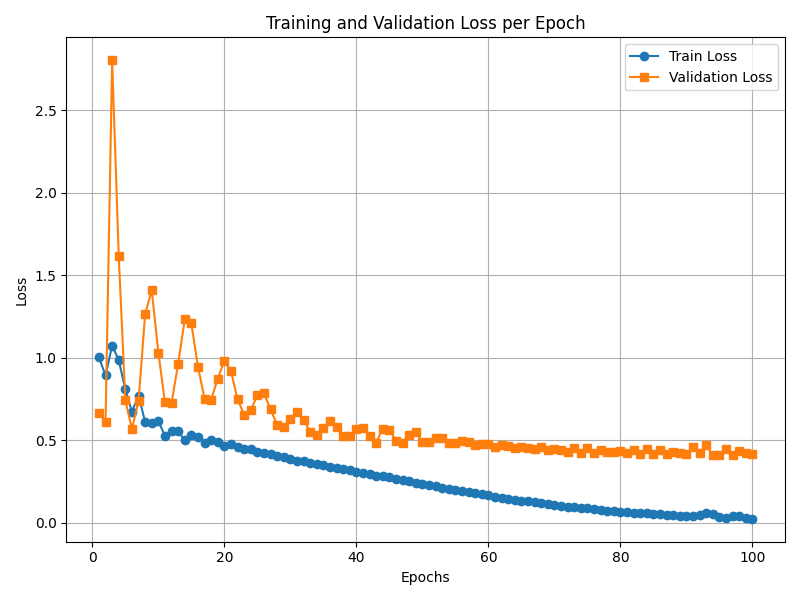 Training and Validation Loss per Epoch
Train Loss
Validation Loss
2.5
2.0
1.5
1.0
0.5
0.0
Loss
0 20 40 60 80 100
Epochs